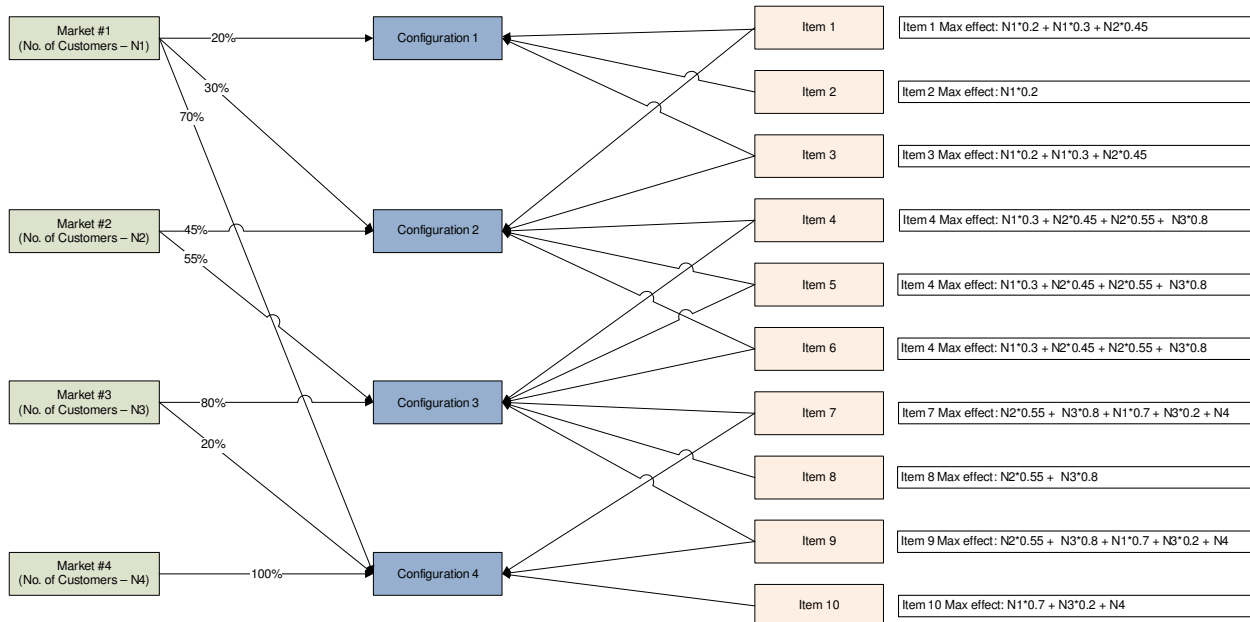 Market #1
(No. of Customers – N1)
20%
30%
70%
Configuration 1
Item 1
Item 1 Max effect: N1*0.2 + N1*0.3 + N2*0.45
Item 2
Item 2 Max effect: N1*0.2
Item 3
Item 3 Max effect: N1*0.2 + N1*0.3 + N2*0.45
Market #2
(No. of Customers – N2)
45%
55%
Configuration 2
Item 4
Item 4 Max effect: N1*0.3 + N2*0.45 + N2*0.55 + N3*0.8
Item 5
Item 4 Max effect: N1*0.3 + N2*0.45 + N2*0.55 + N3*0.8
Item 6
Item 4 Max effect: N1*0.3 + N2*0.45 + N2*0.55 + N3*0.8
Market #3
(No. of Customers – N3)
80%
20%
Configuration 3
Item 7
Item 7 Max effect: N2*0.55 + N3*0.8 + N1*0.7 + N3*0.2 + N4
Item 8
Item 8 Max effect: N2*0.55 + N3*0.8
Item 9
Item 9 Max effect: N2*0.55 + N3*0.8 + N1*0.7 + N3*0.2 + N4
Market #4
(No. of Customers – N4)
100%
Configuration 4
Item 10
Item 10 Max effect: N1*0.7 + N3*0.2 + N4